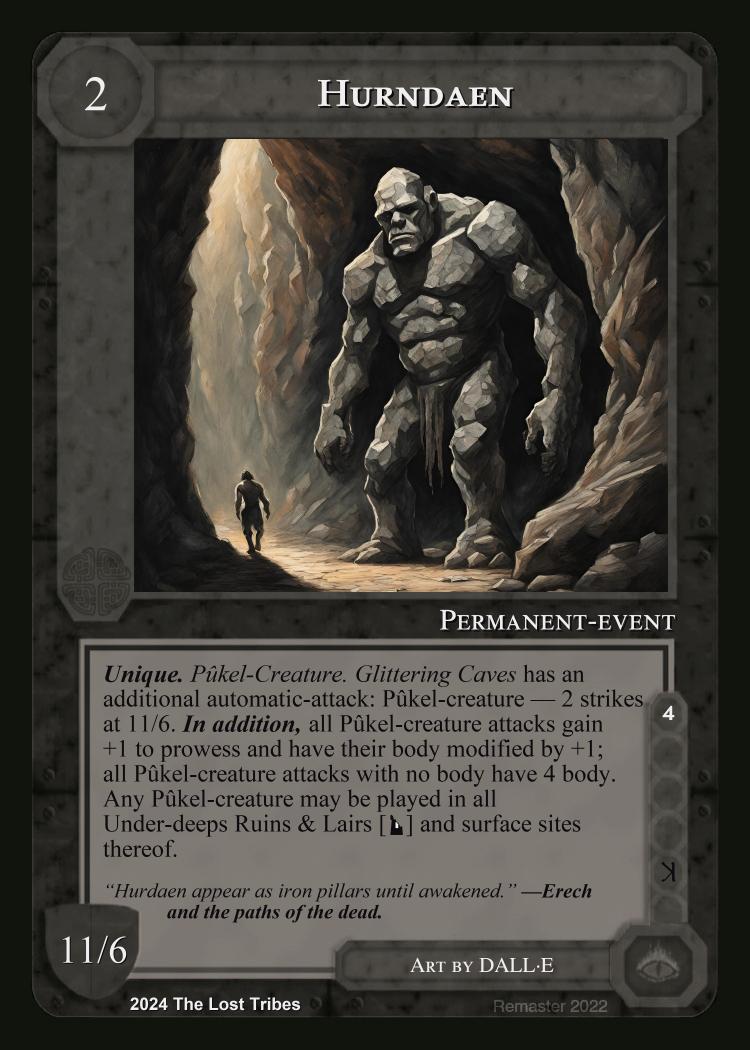 2
Hurndaen
Permanent-event
Unique. Pûkel-Creature. Glittering Caves has an
additional automatic-attack: Pûkel-creature — 2 strikes
at 11/6. In addition, all Pûkel-creature attacks gain
+1 to prowess and have their body modified by +1;
all Pûkel-creature attacks with no body have 4 body.
Any Pûkel-creature may be played in all
Under-deeps Ruins & Lairs [ ] and surface sites
thereof.
4
“Hurdaen appear as iron pillars until awakened.” —Erech
and the paths of the dead.
11/6
Art by DALL·E
2024 The Lost Tribes
Remaster 2022